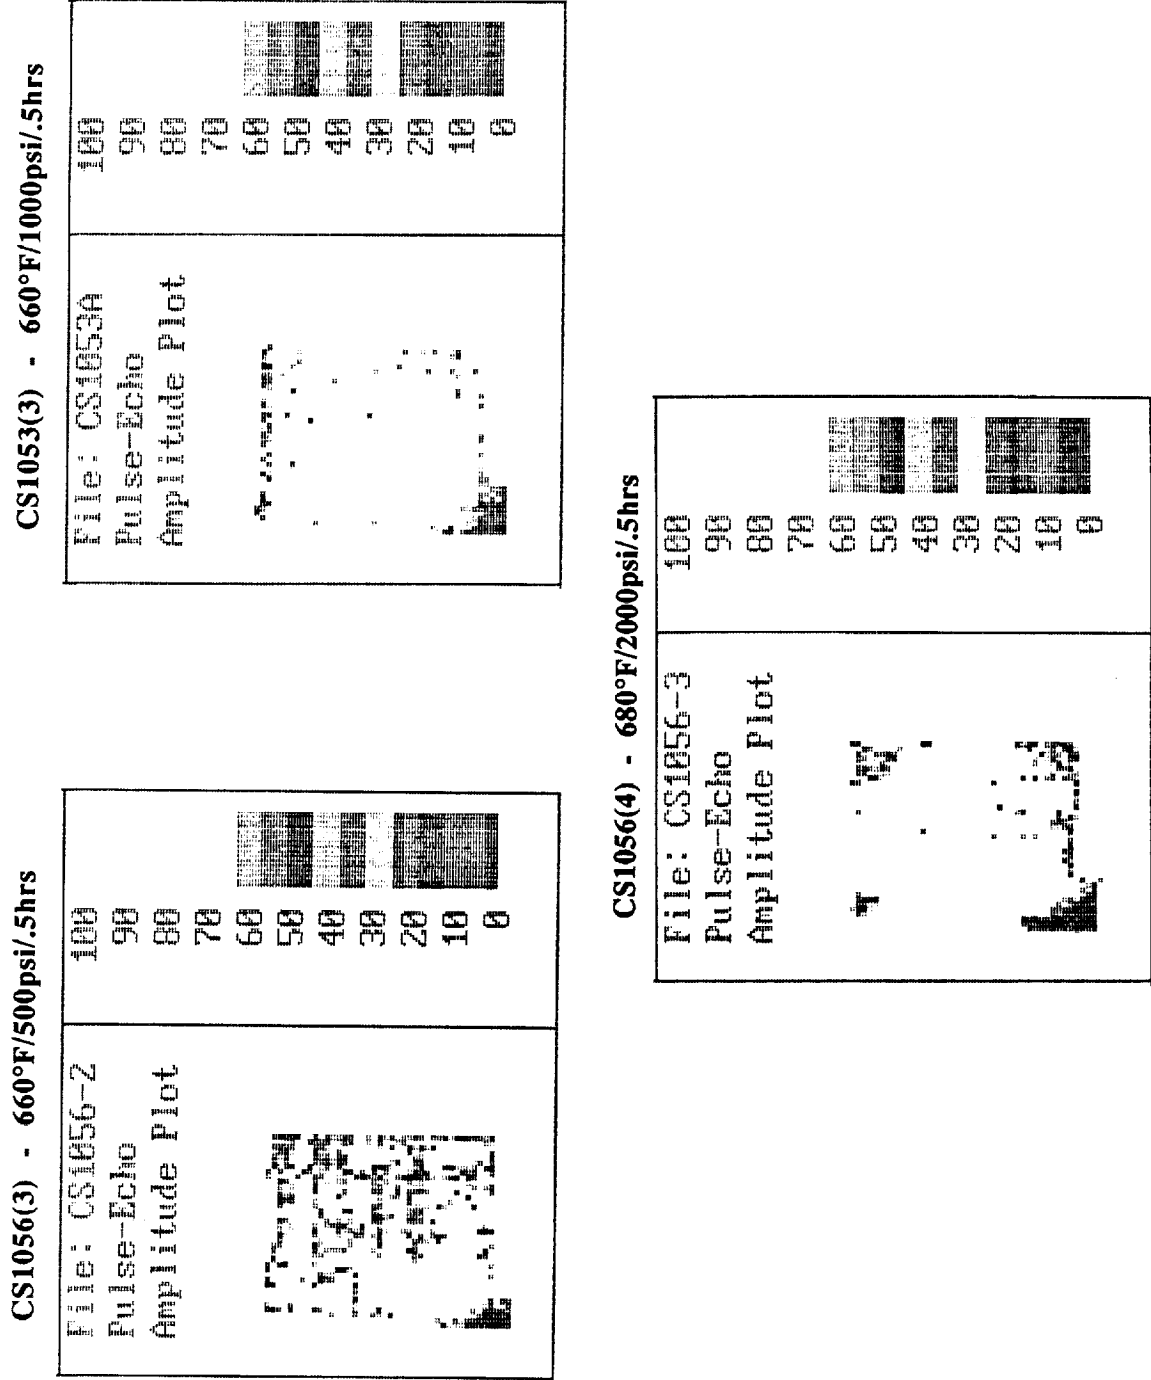 CS1056(3) - 660°F/500psi/.5hrs
File: CS1056-2
Pulse-Echo
Amplitude Plot
100
90
80
70
60
50
40
30
20
10
0
CS1053(3) - 660°F/1000psi/.5hrs
File: CS1053A
Pulse-Echo
Amplitude Plot
100
90
80
70
60
50
40
30
20
10
0
CS1056(4) - 680°F/2000psi/.5hrs
File: CS1056-3
Pulse-Echo
Amplitude Plot
100
90
80
70
60
50
40
30
20
10
0